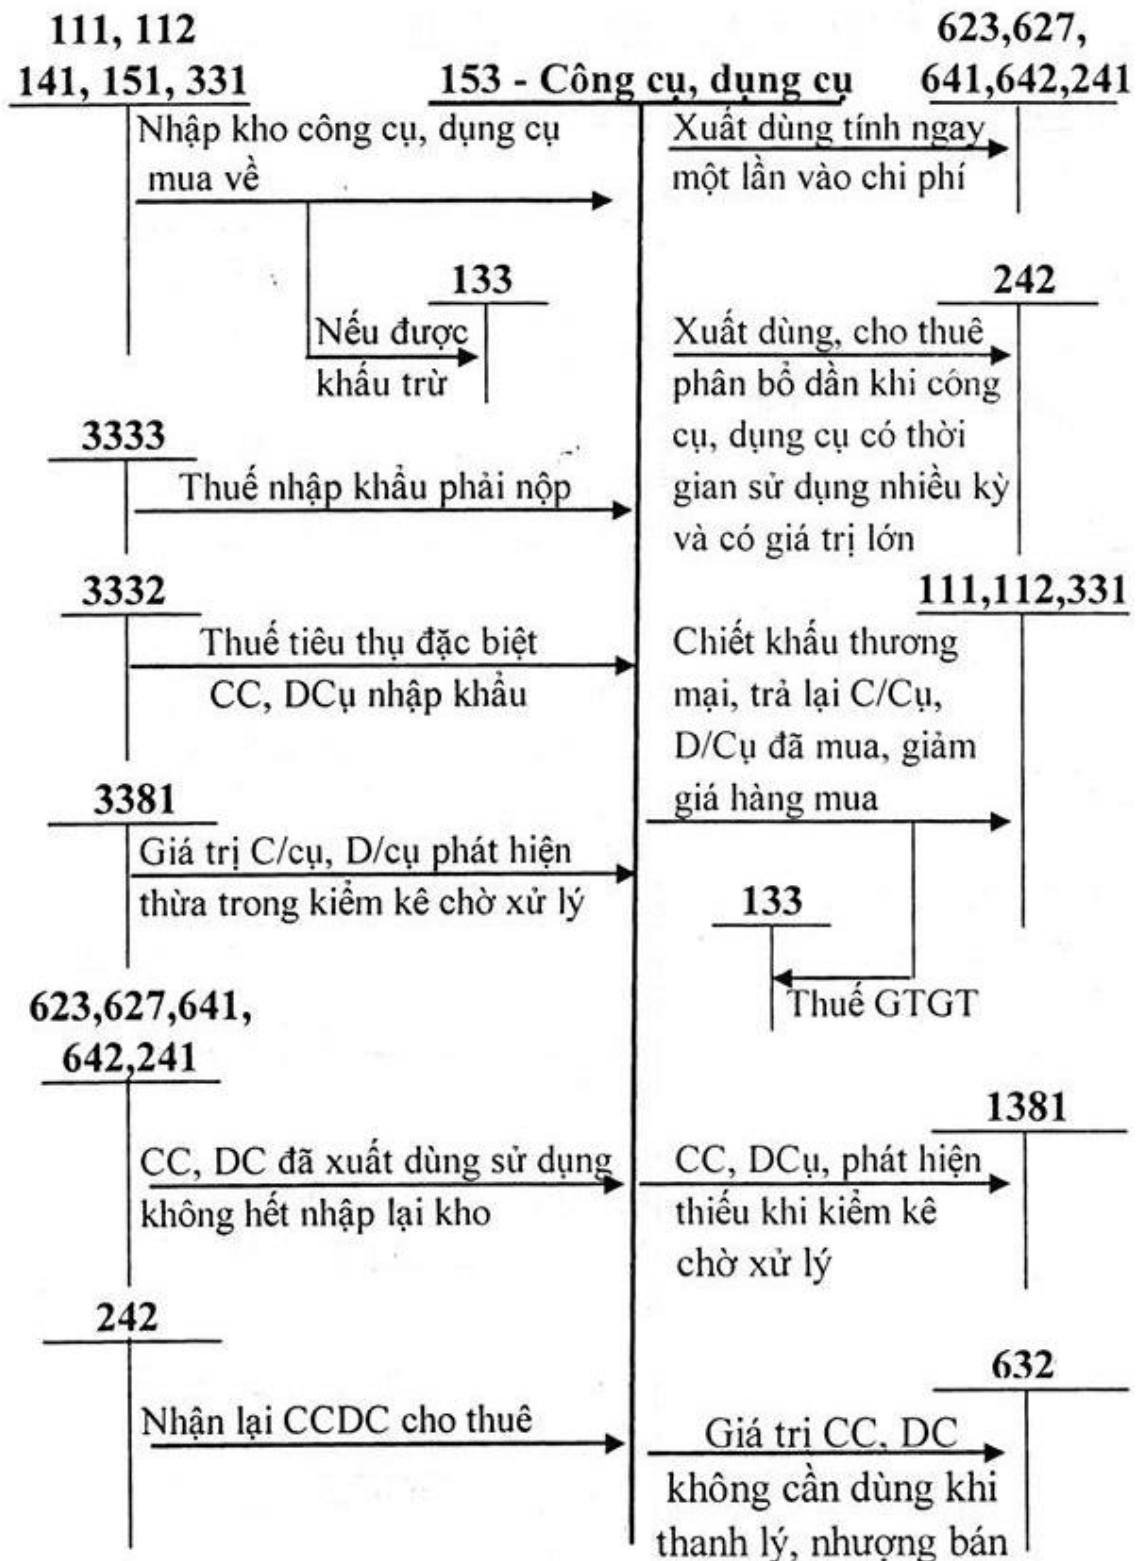 111, 112
141, 151, 331
153 - Công cụ, dụng cụ
623,627,
641,642,241
Nhập kho công cụ, dụng cụ
mua về
Xuất dùng tính ngay
một lần vào chi phí
133
Nếu được
khấu trừ
242
Xuất dùng, cho thuê
phân bổ dần khi công
cụ, dụng cụ có thời
gian sử dụng nhiều kỳ
và có giá trị lớn
3333
Thuế nhập khẩu phải nộp
3332
Thuế tiêu thụ đặc biệt
CC, DCụ nhập khẩu
111,112,331
Chiết khấu thương
mại, trả lại C/Cụ,
D/Cụ đã mua, giảm
giá hàng mua
3381
Giá trị C/cụ, D/cụ phát hiện
thừa trong kiểm kê chờ xử lý
133
Thuế GTGT
623,627,641,
642,241
CC, DC đã xuất dùng sử dụng
không hết nhập lại kho
1381
CC, DCụ, phát hiện
thiếu khi kiểm kê
chờ xử lý
242
Nhận lại CCDC cho thuê
632
Giá trị CC, DC
không cần dùng khi
thanh lý, nhượng bán